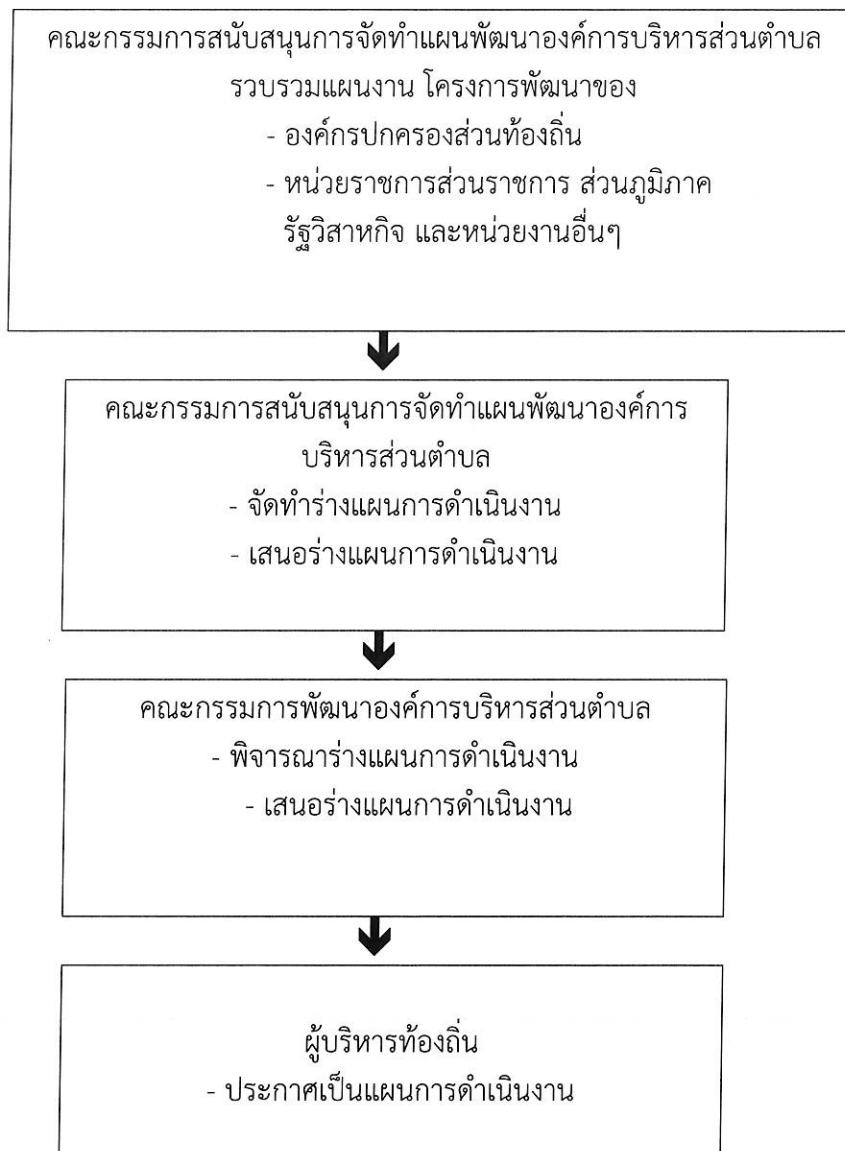 คณะกรรมการสนับสนุนการจัดทำแผนพัฒนาองค์การบริหารส่วนตำบล
รวบรวมแผนงาน โครงการพัฒนาของ
- องค์กรปกครองส่วนท้องถิ่น
- หน่วยราชการส่วนราชการ ส่วนภูมิภาค
รัฐวิสาหกิจ และหน่วยงานอื่นๆ
คณะกรรมการสนับสนุนการจัดทำแผนพัฒนาองค์การ
บริหารส่วนตำบล
- จัดทำร่างแผนการดำเนินงาน
- เสนอร่างแผนการดำเนินงาน
คณะกรรมการพัฒนาองค์การบริหารส่วนตำบล
- พิจารณาร่างแผนการดำเนินงาน
- เสนอร่างแผนการดำเนินงาน
ผู้บริหารท้องถิ่น
- ประกาศเป็นแผนการดำเนินงาน